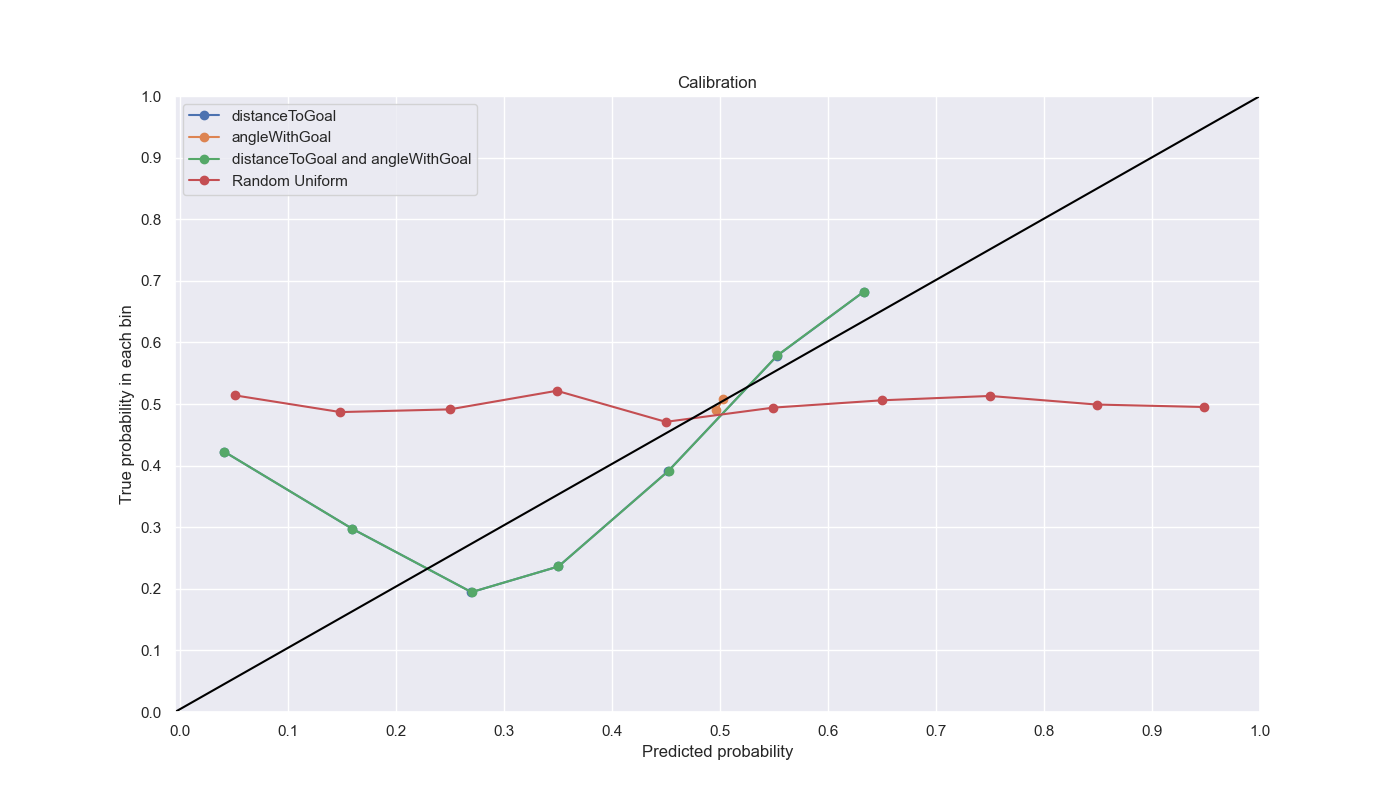 Calibration
distanceToGoal
angleWithGoal
distanceToGoal and angleWithGoal
Random Uniform
True probability in each bin
1.0
0.9
0.8
0.7
0.6
0.5
0.4
0.3
0.2
0.1
0.0
0.0 0.1 0.2 0.3 0.4 0.5 0.6 0.7 0.8 0.9 1.0
Predicted probability